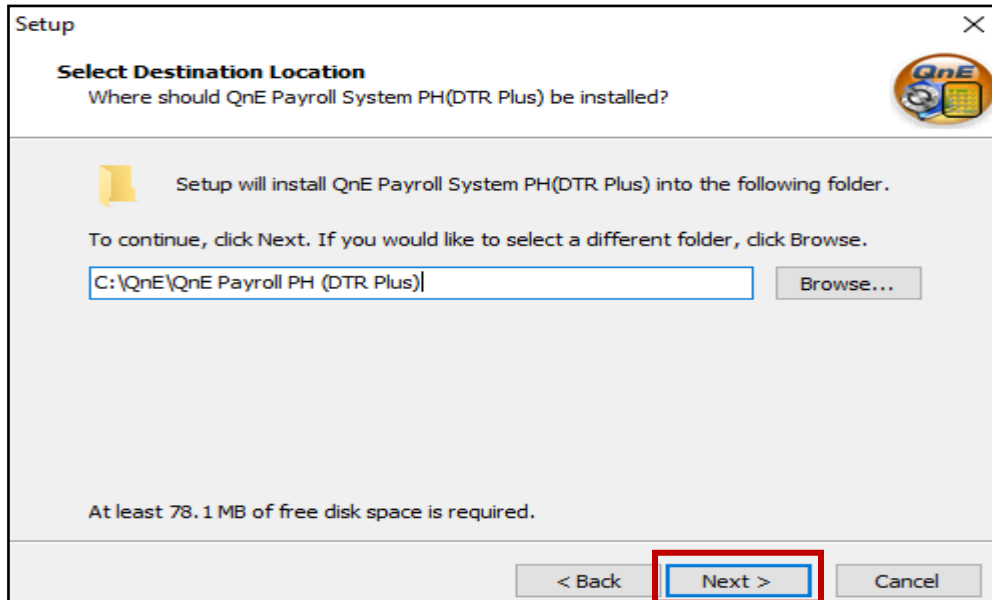 Setup
Select Destination Location
Where should QnE Payroll System PH(DTR Plus) be installed?
QnE
Setup will install QnE Payroll System PH(DTR Plus) into the following folder.
To continue, click Next. If you would like to select a different folder, click Browse.
C:\QnE\QnE Payroll PH (DTR Plus)
Browse...
At least 78.1 MB of free disk space is required.
< Back
Next >
Cancel